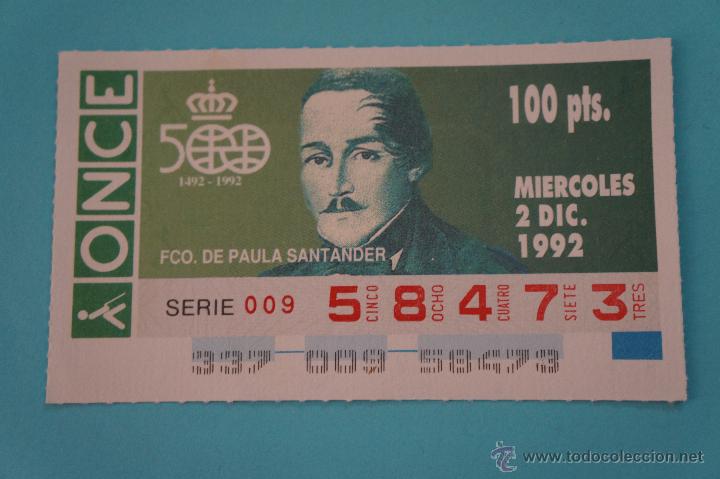 ONCE
500
1492 - 1992
100 pts.
MIERCOLES
2 DIC.
1992
FCO. DE PAULA SANTANDER
SERIE 009
5 CINCO 8 OCHO 4 CUATRO 7 SIETE 3 TRES
337 009 58473
www.todocoleccion.net